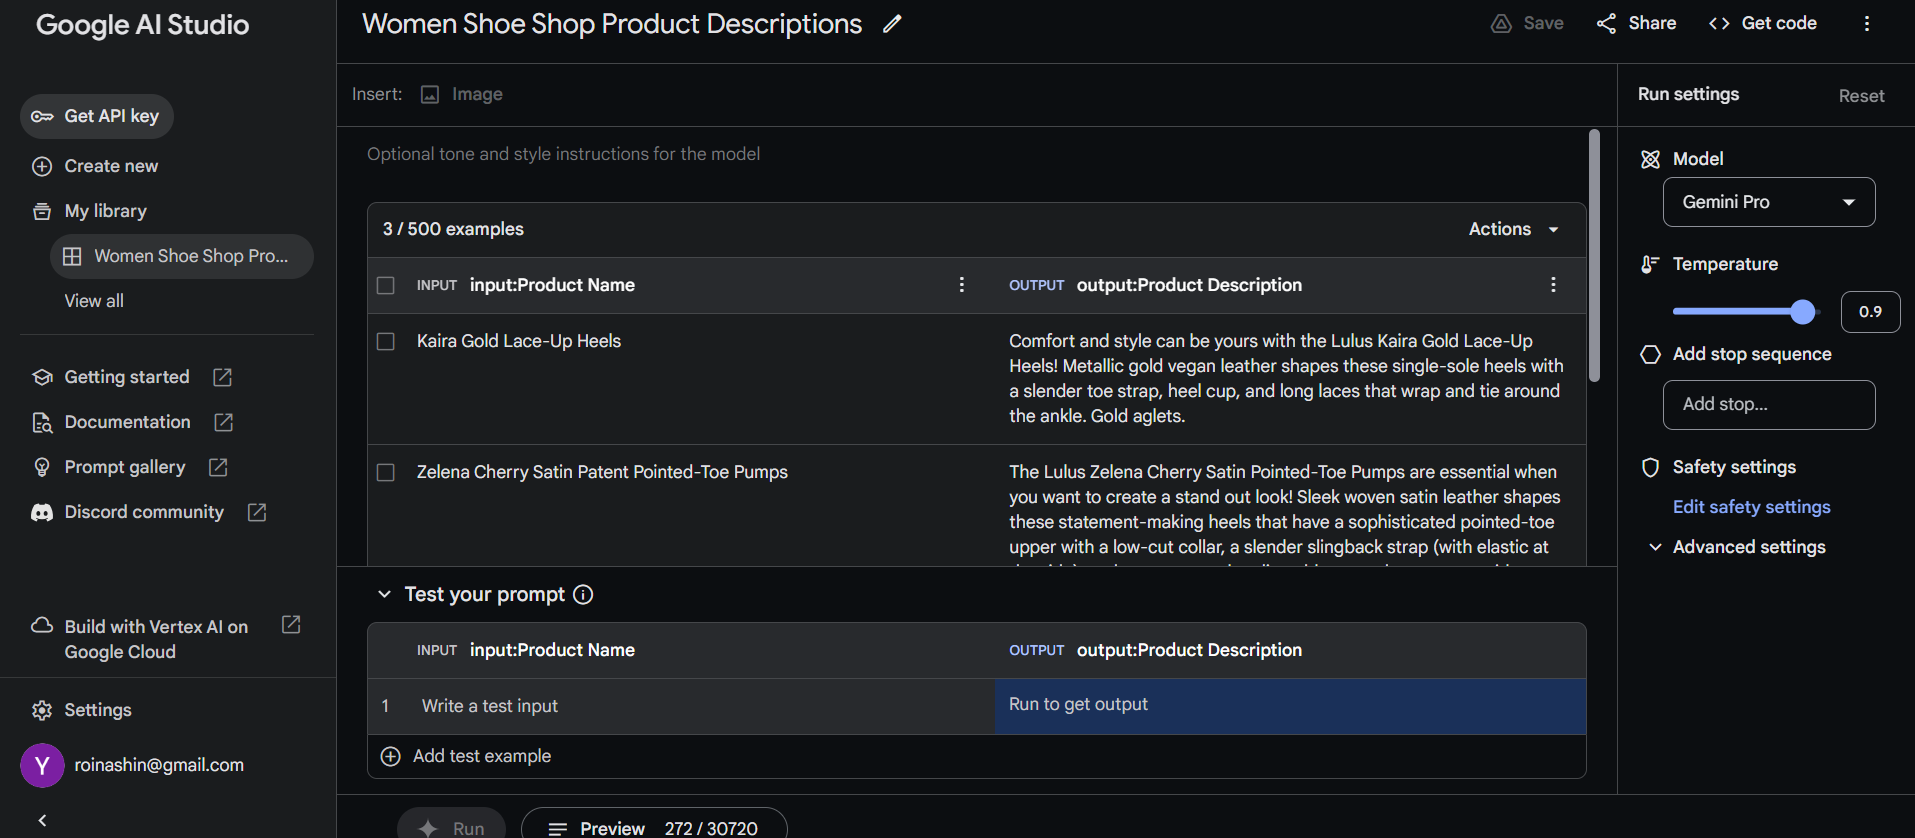 Google AI Studio
Get API key
Create new
My library
Women Shoe Shop Pro...
View all
Getting started
Documentation
Prompt gallery
Discord community
Build with Vertex AI on
Google Cloud
Settings
Y
roinashin@gmail.com
Women Shoe Shop Product Descriptions
Save
Share
Get code
Insert:
Image
Optional tone and style instructions for the model
3 / 500 examples
Actions
INPUT input:Product Name
OUTPUT output:Product Description
Kaira Gold Lace-Up Heels
Comfort and style can be yours with the Lulus Kaira Gold Lace-Up
Heels! Metallic gold vegan leather shapes these single-sole heels with
a slender toe strap, heel cup, and long laces that wrap and tie around
the ankle. Gold aglets.
Zelena Cherry Satin Patent Pointed-Toe Pumps
The Lulus Zelena Cherry Satin Pointed-Toe Pumps are essential when
you want to create a stand out look! Sleek woven satin leather shapes
these statement-making heels that have a sophisticated pointed-toe
upper with a low-cut collar, a slender slingback strap (with elastic at
Test your prompt
INPUT input:Product Name
OUTPUT output:Product Description
1 Write a test input
Run to get output
Add test example
Run
Preview 272 / 30720
Run settings
Reset
Model
Gemini Pro
Temperature
0.9
Add stop sequence
Add stop...
Safety settings
Edit safety settings
Advanced settings